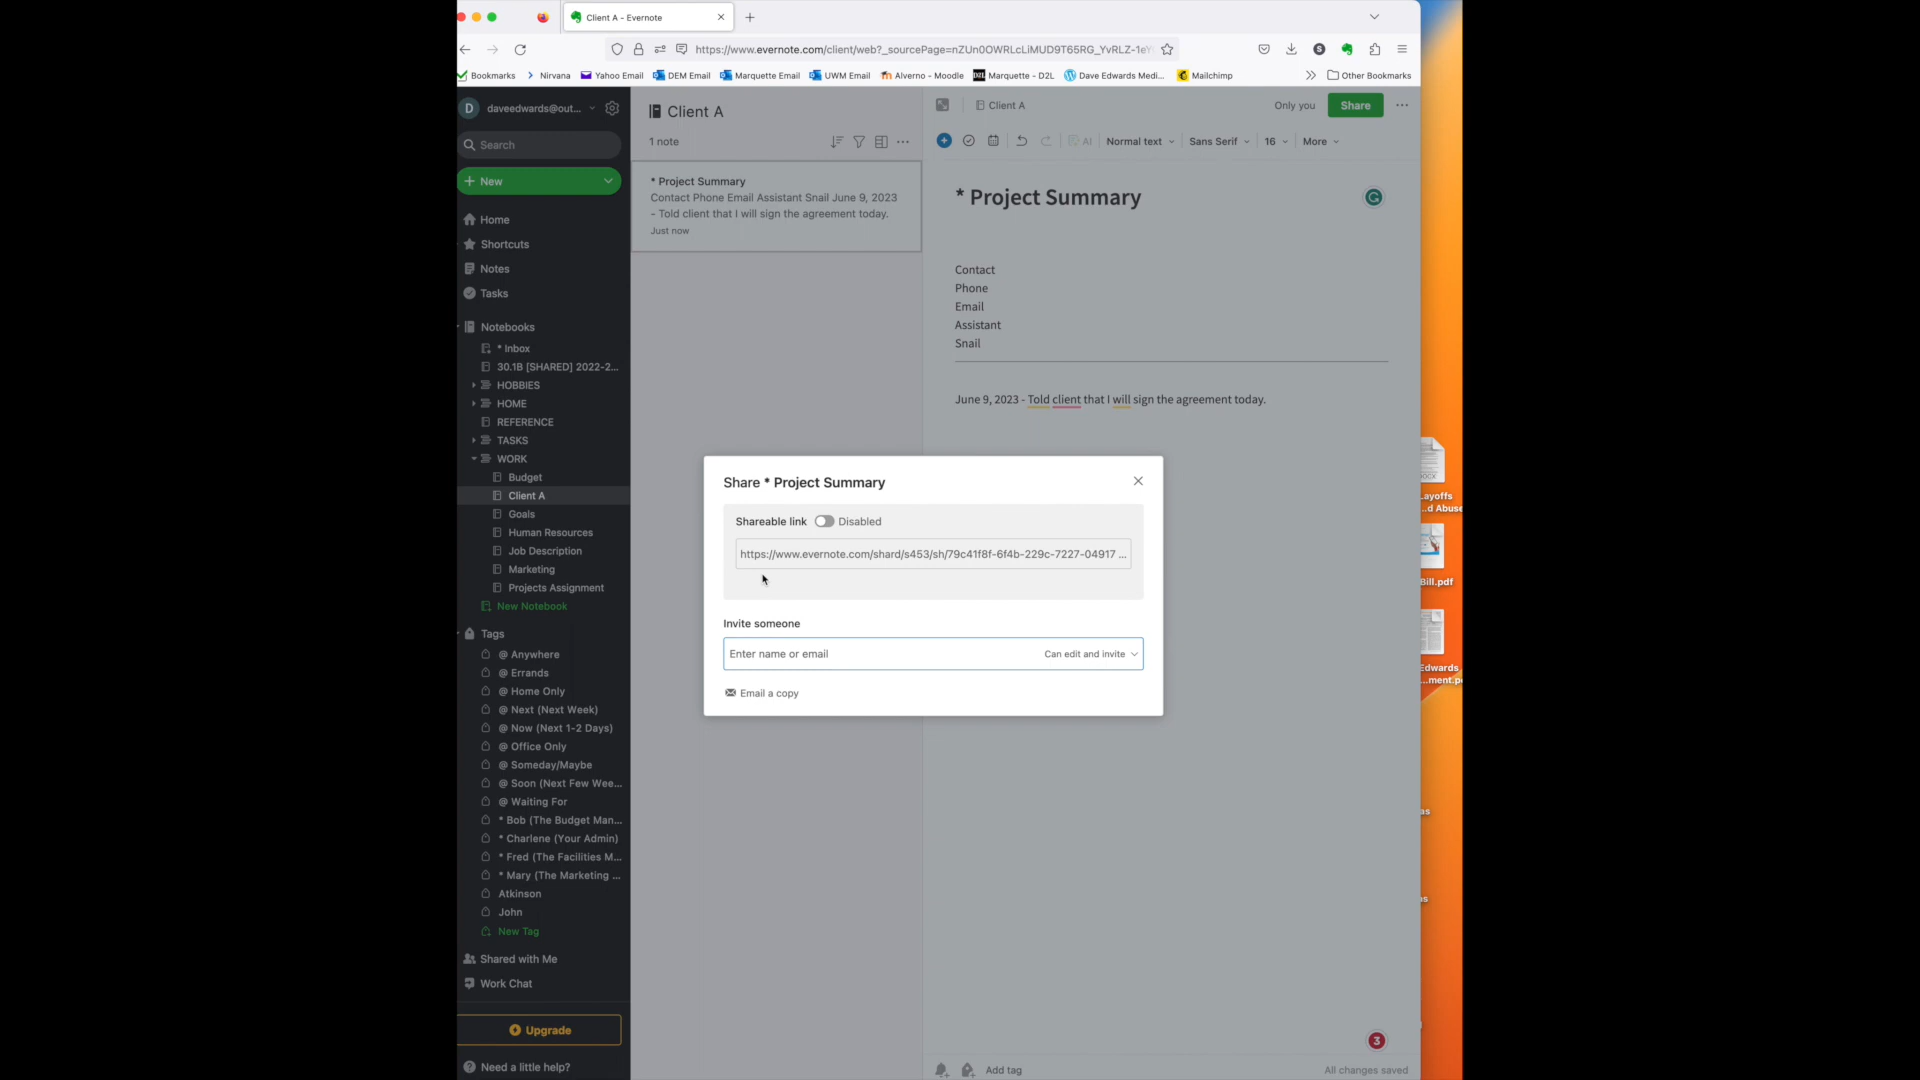 Client A - Evernote
https://www.evernote.com/client/web?_sourcePage=nZUn0OWRLcLiMUD9T65RG_YvRLZ-1eY
Bookmarks
Nirvana
Yahoo Email
DEM Email
Marquette Email
UWM Email
Alverno - Moodle
Marquette - D2L
Dave Edwards Medi...
Mailchimp
Other Bookmarks
D
daveedwards@out...
Search
New
Home
Shortcuts
Notes
Tasks
Notebooks
* Inbox
30.1B [SHARED] 2022-2...
HOBBIES
HOME
REFERENCE
TASKS
WORK
Budget
Client A
Goals
Human Resources
Job Description
Marketing
Projects Assignment
New Notebook
Tags
@ Anywhere
@ Errands
@ Home Only
@ Next (Next Week)
@ Now (Next 1-2 Days)
@ Office Only
@ Someday/Maybe
@ Soon (Next Few Wee...
@ Waiting For
* Bob (The Budget Man...
* Charlene (Your Admin)
* Fred (The Facilities M...
* Mary (The Marketing ...
Atkinson
John
New Tag
Shared with Me
Work Chat
Upgrade
Need a little help?
Client A
1 note
* Project Summary
Contact Phone Email Assistant Snail June 9, 2023
- Told client that I will sign the agreement today.
Just now
Client A
Only you
Share
AI
Normal text
Sans Serif
16
More
* Project Summary
Contact
Phone
Email
Assistant
Snail
June 9, 2023 - Told client that I will sign the agreement today.
Share * Project Summary
Shareable link
Disabled
https://www.evernote.com/shard/s453/sh/79c41f8f-6f4b-229c-7227-04917 ...
Invite someone
Enter name or email
Can edit and invite
Email a copy
3
Add tag
All changes saved
DOCX
Layoffs
...d Abuse
Bill.pdf
Edwards
...ment.p
as